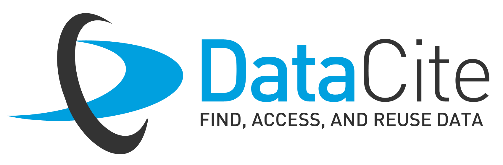 DataCite
FIND, ACCESS, AND REUSE DATA